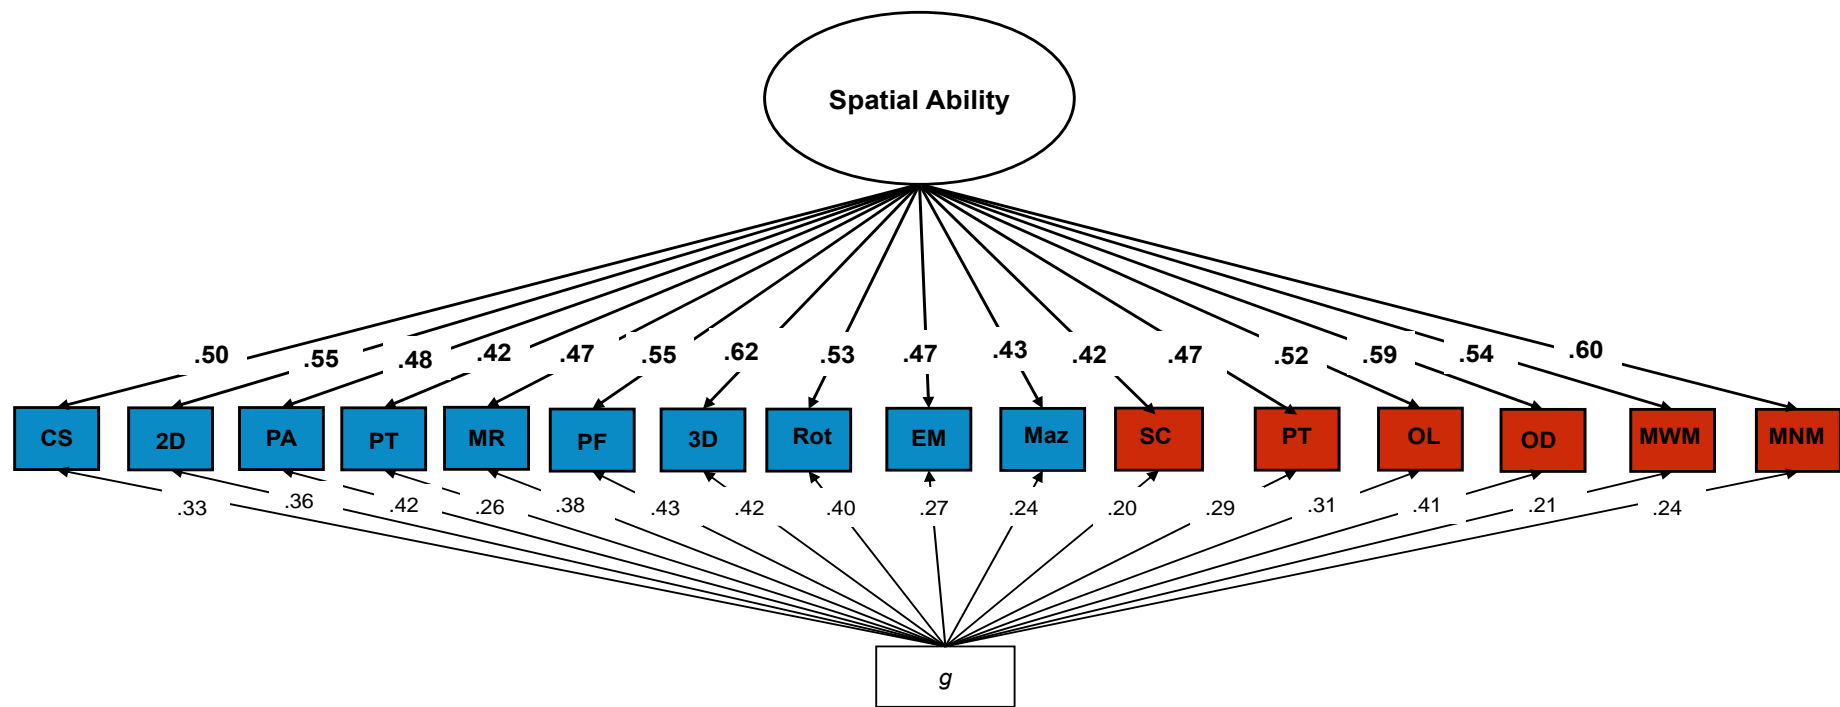 Spatial Ability
.50 .55 .48 .42 .47 .55 .62 .53 .47 .43 .42 .47 .52 .59 .54 .60
CS 2D PA PT MR PF 3D Rot EM Maz SC PT OL OD MWM MNM
.33 .36 .42 .26 .38 .43 .42 .40 .27 .24 .20 .29 .31 .41 .21 .24
g